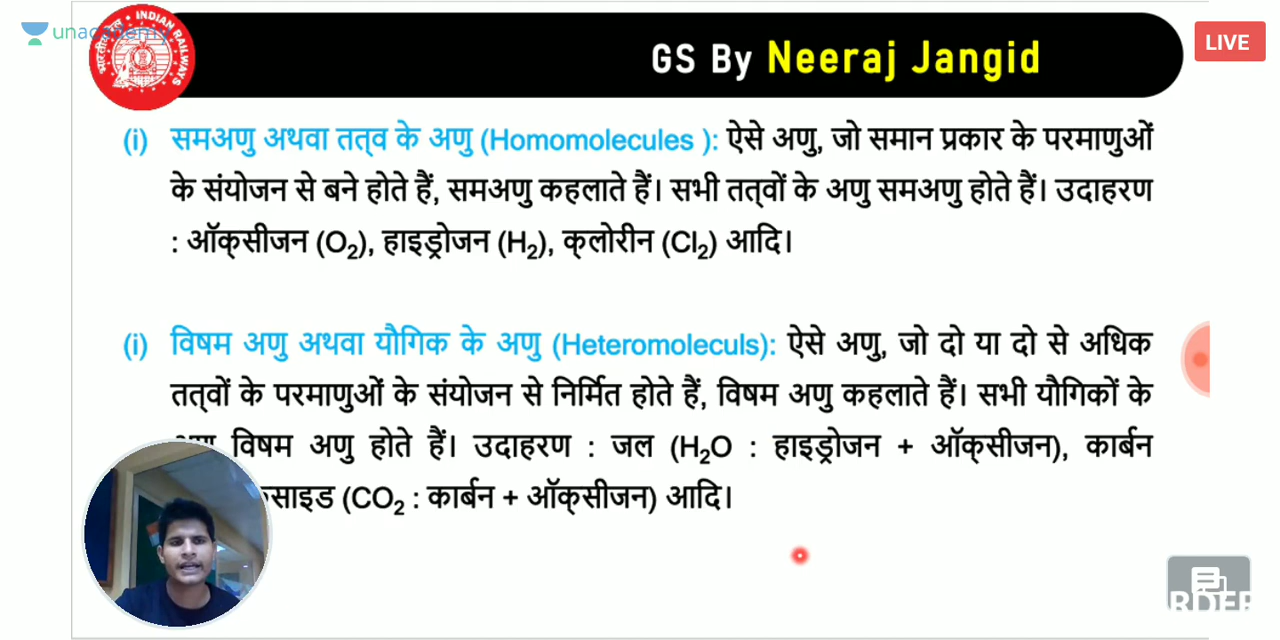 unacademy
INDIAN RAILWAYS
भारतीय रेल
GS By Neeraj Jangid
LIVE
(i) समअणु अथवा तत्व के अणु (Homomolecules ): ऐसे अणु, जो समान प्रकार के परमाणुओं
के संयोजन से बने होते हैं, समअणु कहलाते हैं। सभी तत्वों के अणु समअणु होते हैं। उदाहरण
: ऑक्सीजन (O₂), हाइड्रोजन (H₂), क्लोरीन (Cl₂) आदि।
(i) विषम अणु अथवा यौगिक के अणु (Heteromoleculs): ऐसे अणु, जो दो या दो से अधिक
तत्वों के परमाणुओं के संयोजन से निर्मित होते हैं, विषम अणु कहलाते हैं। सभी यौगिकों के
विषम अणु होते हैं। उदाहरण : जल (H₂O : हाइड्रोजन + ऑक्सीजन), कार्बन
(CO₂ : कार्बन + ऑक्सीजन) आदि।